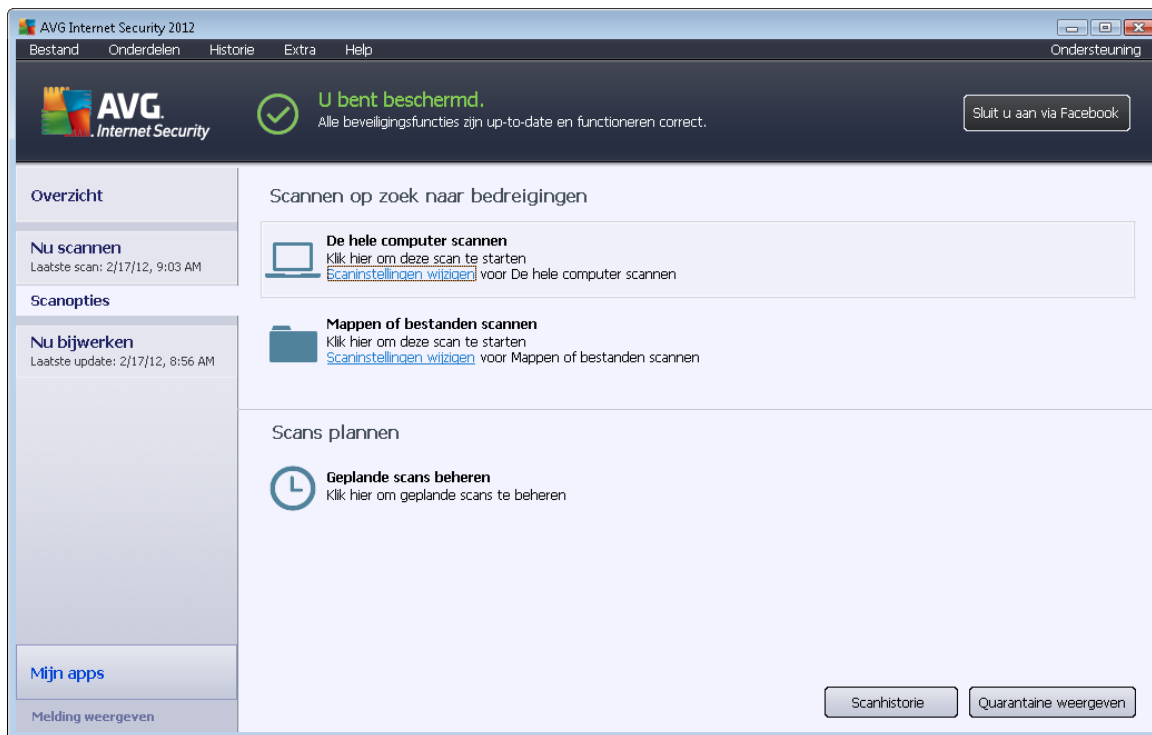 AVG Internet Security 2012
Bestand Onderdelen Historie Extra Help Ondersteuning
AVG.
Internet Security
U bent beschermd.
Alle beveiligingsfuncties zijn up-to-date en functioneren correct.
Sluit u aan via Facebook
Overzicht
Nu scannen
Laatste scan: 2/17/12, 9:03 AM
Scanopties
Nu bijwerken
Laatste update: 2/17/12, 8:56 AM
Scannen op zoek naar bedreigingen
De hele computer scannen
Klik hier om deze scan te starten
Scaninstellingen wijzigen voor De hele computer scannen
Mappen of bestanden scannen
Klik hier om deze scan te starten
Scaninstellingen wijzigen voor Mappen of bestanden scannen
Scans plannen
Geplande scans beheren
Klik hier om geplande scans te beheren
Mijn apps
Melding weergeven
Scanhistorie
Quarantaine weergeven